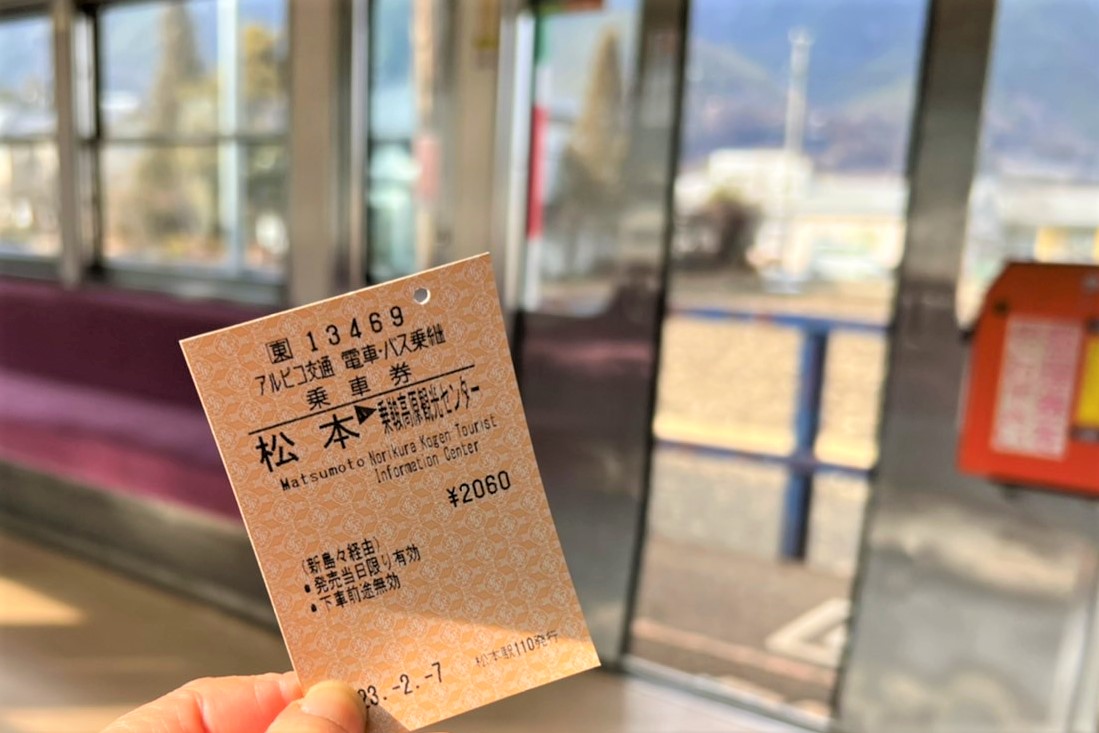 東 13469
アルピコ交通 電車・バス乗継
乗車券
松本▶乗鞍高原観光センター
Matsumoto Norikura Kogen Tourist
Information Center
¥2060
(新島々経由)
●発売当日限り有効
●下車前途無効
23.-2.-7
松本駅110発行